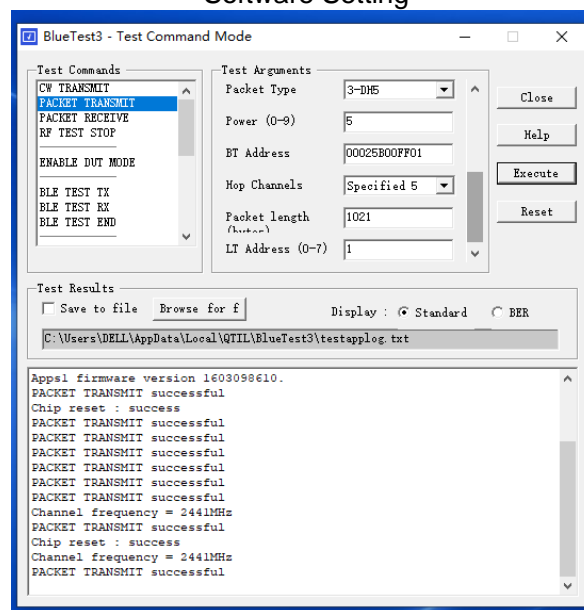 Software Setting
BlueTest3 - Test Command Mode
Test Commands
CW TRANSMIT
PACKET TRANSMIT
PACKET RECEIVE
RF TEST STOP
ENABLE DUT MODE
BLE TEST TX
BLE TEST RX
BLE TEST END
Test Arguments
Packet Type 3-DH5
Power (0-9) 5
BT Address 00025B00FF01
Hop Channels Specified 5
Packet length 1021
(bytes)
LT Address (0-7) 1
Close
Help
Execute
Reset
Test Results
Save to file Browse for f Display : Standard BER
C:\Users\DELL\AppData\Local\QTIL\BlueTest3\testapplog.txt
Apps1 firmware version 1603098610.
PACKET TRANSMIT successful
Chip reset : success
PACKET TRANSMIT successful
PACKET TRANSMIT successful
PACKET TRANSMIT successful
PACKET TRANSMIT successful
PACKET TRANSMIT successful
PACKET TRANSMIT successful
Channel frequency = 2441MHz
PACKET TRANSMIT successful
Chip reset : success
Channel frequency = 2441MHz
PACKET TRANSMIT successful